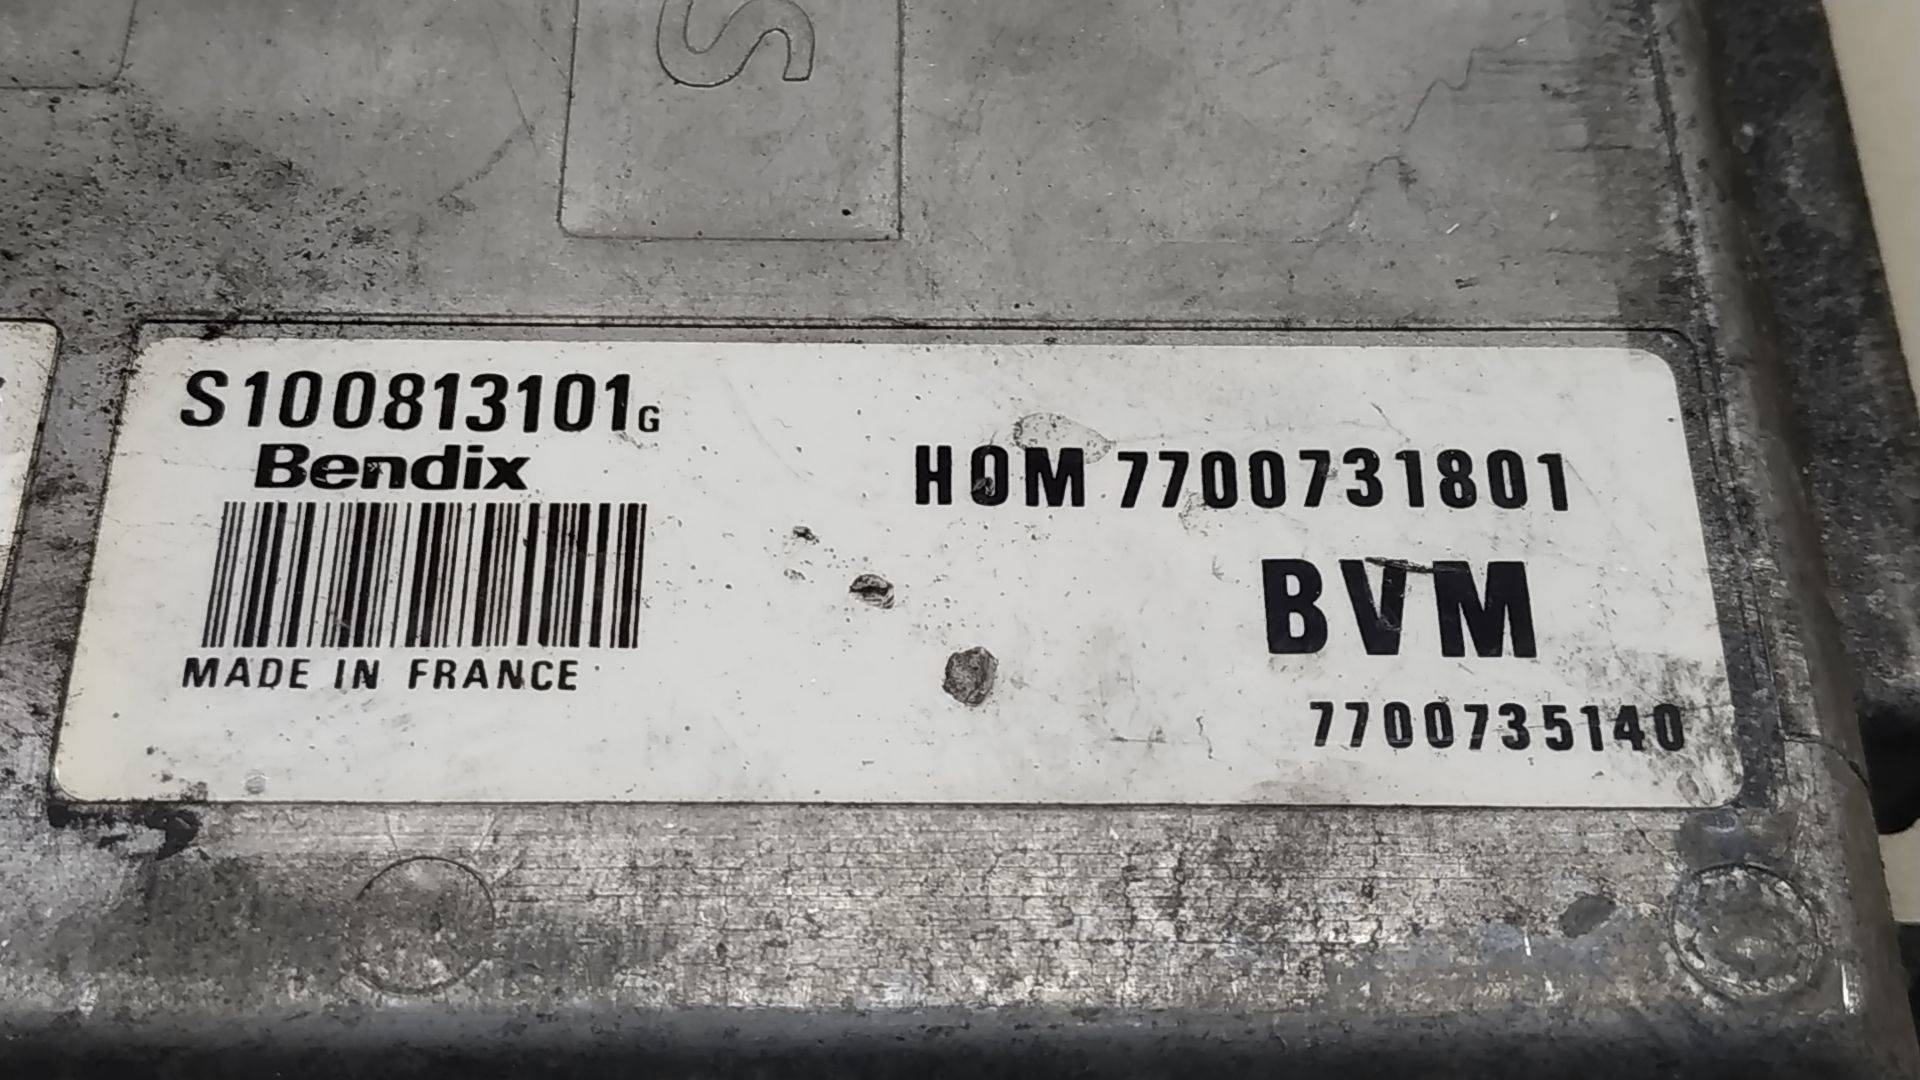 S
S100813101G
Bendix
MADE IN FRANCE
HOM 7700731801
BVM
7700735140